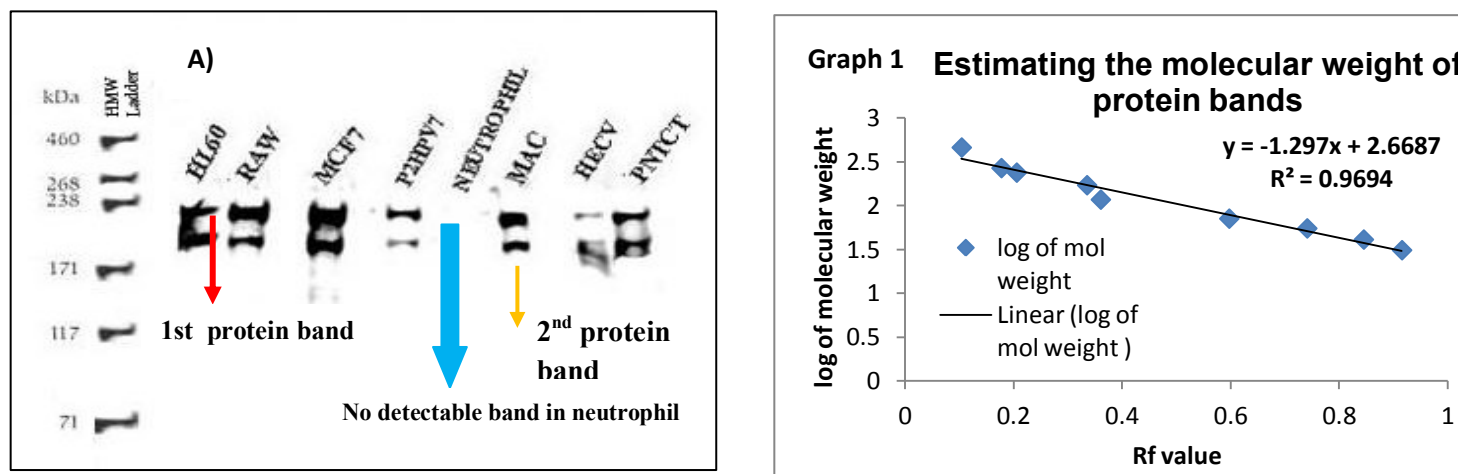 A)
kDa
HMW
Ladder
HL60
RAW
MCF7
P2HPV7
NEUTROPHIL
MAC
HECV
PNTCT
460
268
238
171
117
71
1st protein band
2nd protein
band
No detectable band in neutrophil
Graph 1
Estimating the molecular weight of
protein bands
y = -1.297x + 2.6687
R² = 0.9694
log of molecular weight
3
2.5
2
1.5
1
0.5
0
log of mol
weight
Linear (log of
mol weight )
0 0.2 0.4 0.6 0.8 1
Rf value